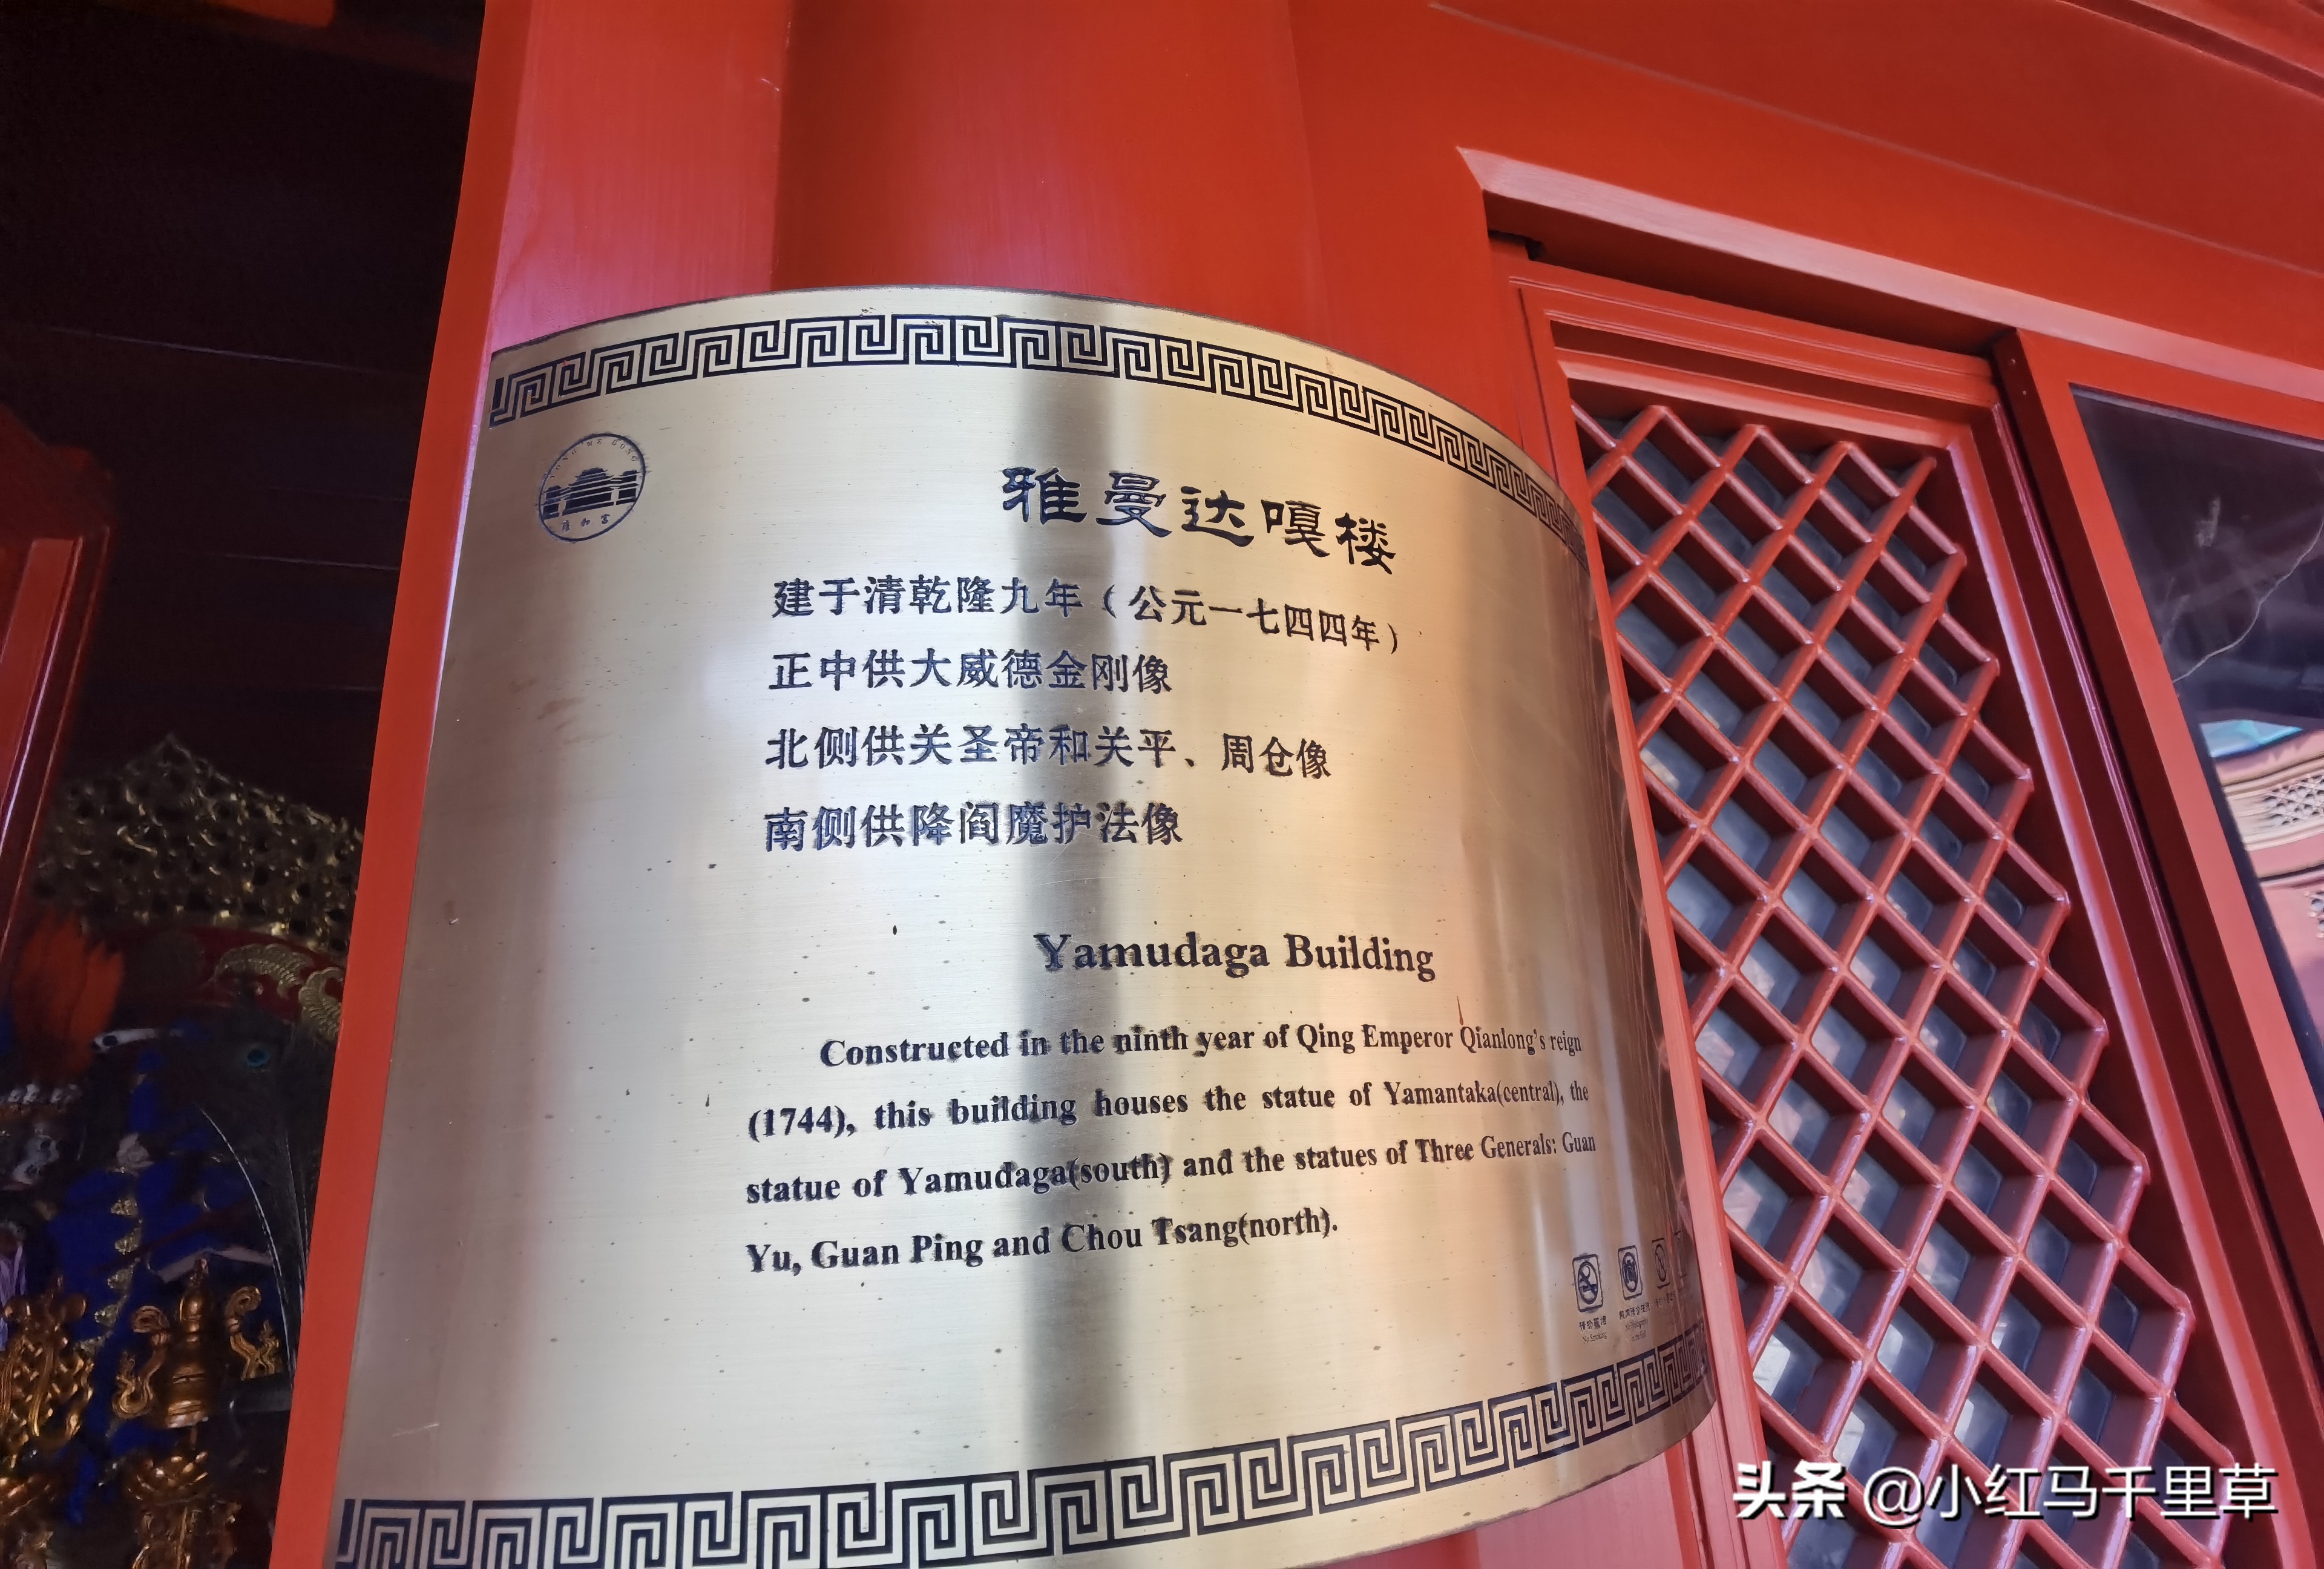 雍和宫
雅曼达嘎楼
建于清乾隆九年（公元一七四四年）
正中供大威德金刚像
北侧供关圣帝和关平、周仓像
南侧供降阎魔护法像
Yamudaga Building
Constructed in the ninth year of Qing Emperor Qianlong's reign
(1744), this building houses the statue of Yamantaka(central), the
statue of Yamudaga(south) and the statues of Three Generals: Guan
Yu, Guan Ping and Chou Tsang(north).
No Smoking
头条 @小红马千里草